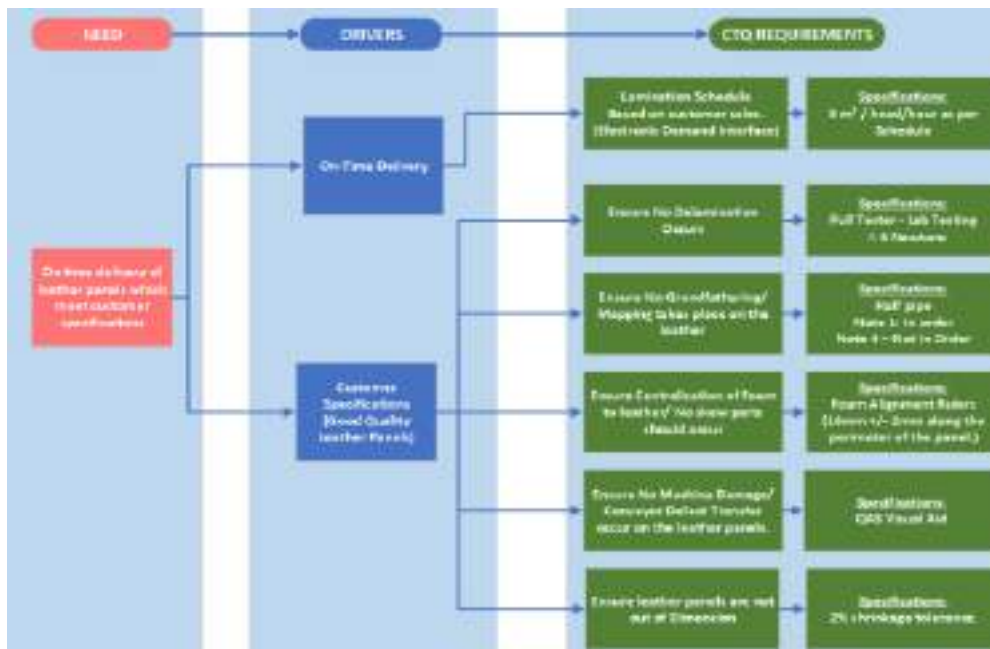 NEED
DRIVERS
CTQ REQUIREMENTS
Lamination Schedule
Based on customer sales.
(Electronic Demand Interface)
Specifications:
/ head/hour as per
Schedule
On-Time Delivery
Ensure No Delamination
Occurs
Specifications:
Pull Tester - Lab Testing
Newtons
On-time delivery of
leather panels which
meet customer
specifications
Ensure No Grandfathering/
Mapping takes place on the
leather
Specifications:
Half pipe
Note 1: In order
Note 4 - Not in Order
Customer
Specifications
(Good Quality
Leather Panels)
Ensure Centralization of foam
to leather/ No show parts
should occur
Specifications:
Foam Alignment Rulers
(10mm +/- 2mm along the
perimeter of the panel.)
Ensure No Machine Damage/
Conveyor Defect Transfer
occur on the leather panels.
Specifications:
QAS Visual Aid
Ensure leather panels are not
out of Dimension
Specifications:
2% shrinkage tolerance.